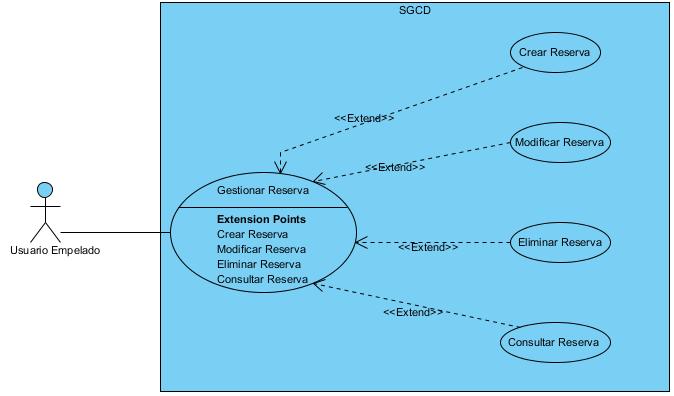 SGCD
Crear Reserva
<<Extend>>
Modificar Reserva
<<Extend>>
Gestionar Reserva
Extension Points
Crear Reserva
Modificar Reserva
Eliminar Reserva
Consultar Reserva
Usuario Empelado
Eliminar Reserva
<<Extend>>
<<Extend>>
Consultar Reserva